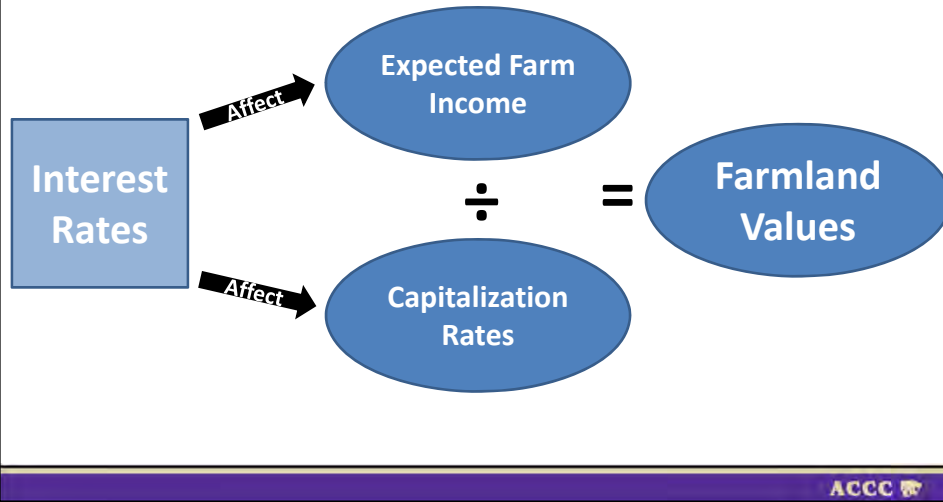 Expected Farm
Income
Affect
Interest
Rates
÷
=
Farmland
Values
Affect
Capitalization
Rates
ACCC